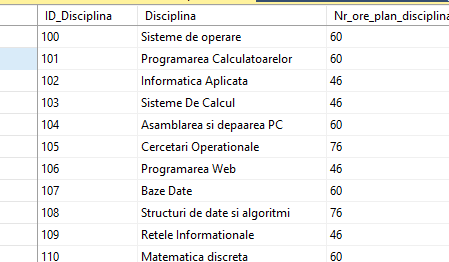 ID_Disciplina Disciplina Nr_ore_plan_disciplina
100 Sisteme de operare 60
101 Programarea Calculatoarelor 60
102 Informatica Aplicata 46
103 Sisteme De Calcul 46
104 Asamblarea si depaarea PC 60
105 Cercetari Operationale 76
106 Programarea Web 46
107 Baze Date 60
108 Structuri de date si algoritmi 76
109 Retele Informationale 46
110 Matematica discreta 60